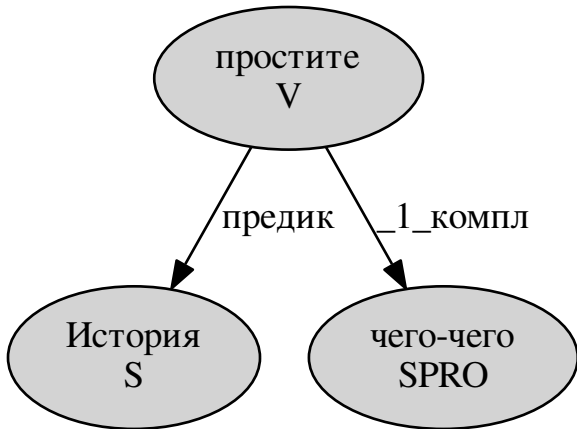 простите
V
предик
_1_компл
История
S
чего-чего
SPRO